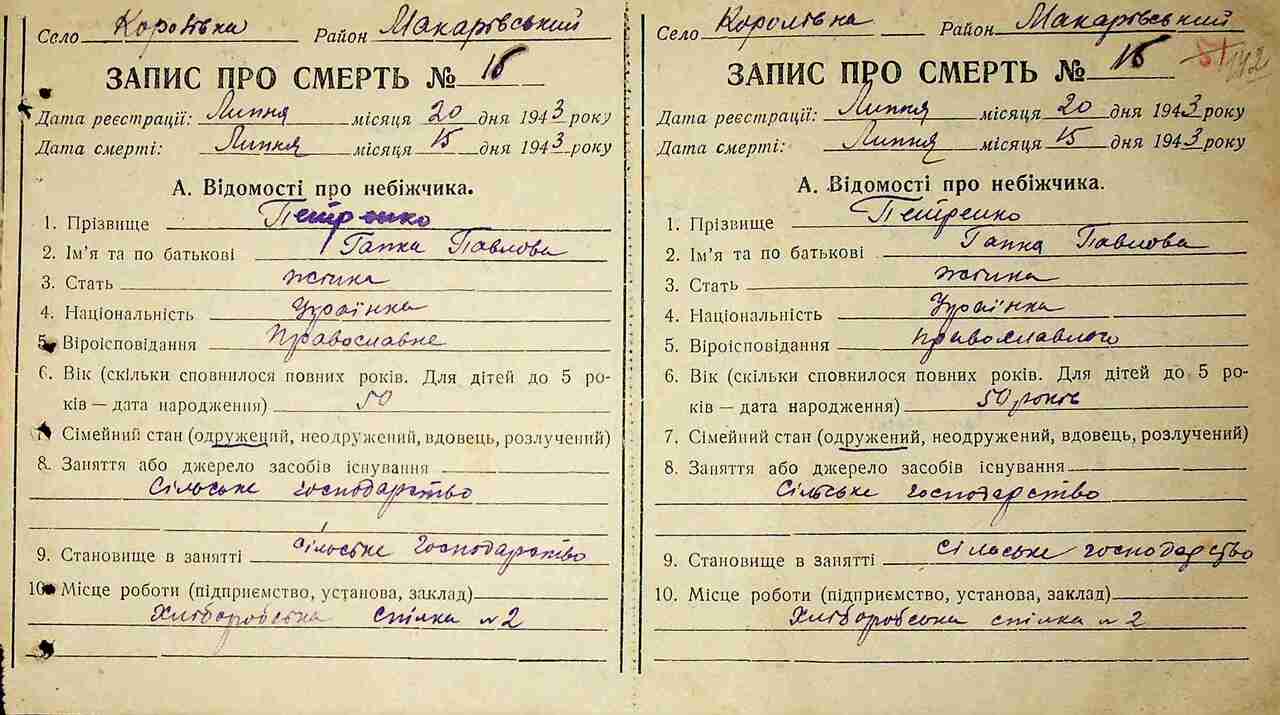 Село Королівка Район Макарівський
ЗАПИС ПРО СМЕРТЬ № 16
Дата реєстрації: Липня місяця 20 дня 1943 року
Дата смерті: Липня місяця 15 дня 1943 року
А. Відомості про небіжчика.
1. Прізвище Петренко
2. Ім'я та по батькові Гапка Павлова
3. Стать жінка
4. Національність Українка
5. Віроісповідання Православне
6. Вік (скільки сповнилося повних років. Для дітей до 5 ро-
ків — дата народження) 50
7. Сімейний стан (одружений, неодружений, вдовець, розлучений)
8. Заняття або джерело засобів існування
Сільське господарство
9. Становище в занятті сільське господарство
10. Місце роботи (підприємство, установа, заклад)
Хліборобська спілка № 2
Село Королівка Район Макарівський
ЗАПИС ПРО СМЕРТЬ № 16
142
Дата реєстрації: Липня місяця 20 дня 1943 року
Дата смерті: Липня місяця 15 дня 1943 року
А. Відомості про небіжчика.
1. Прізвище Петренко
2. Ім'я та по батькові Гапка Павлова
3. Стать жінка
4. Національність Українка
5. Віроісповідання православного
6. Вік (скільки сповнилося повних років. Для дітей до 5 ро-
ків — дата народження) 50 років
7. Сімейний стан (одружений, неодружений, вдовець, розлучений)
8. Заняття або джерело засобів існування
Сільське господарство
9. Становище в занятті Сільське господарство
10. Місце роботи (підприємство, установа, заклад)
Хліборобська спілка № 2